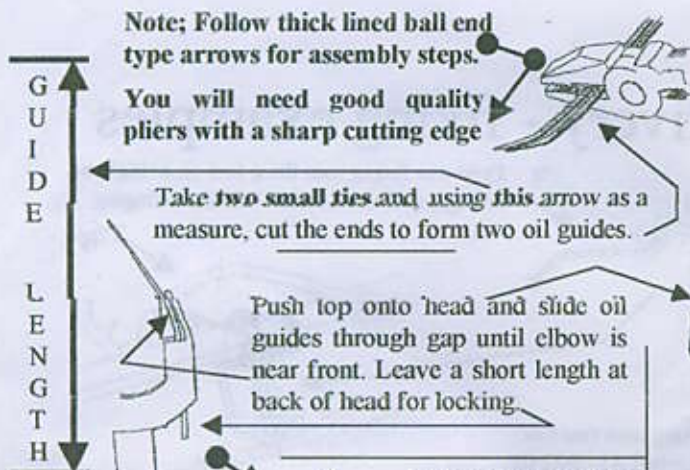 Note; Follow thick lined ball end
type arrows for assembly steps.
You will need good quality
pliers with a sharp cutting edge
GUIDE LENGTH
Take two small ties and using this arrow as a
measure, cut the ends to form two oil guides.
Push top onto head and slide oil
guides through gap until elbow is
near front. Leave a short length at
back of head for locking.